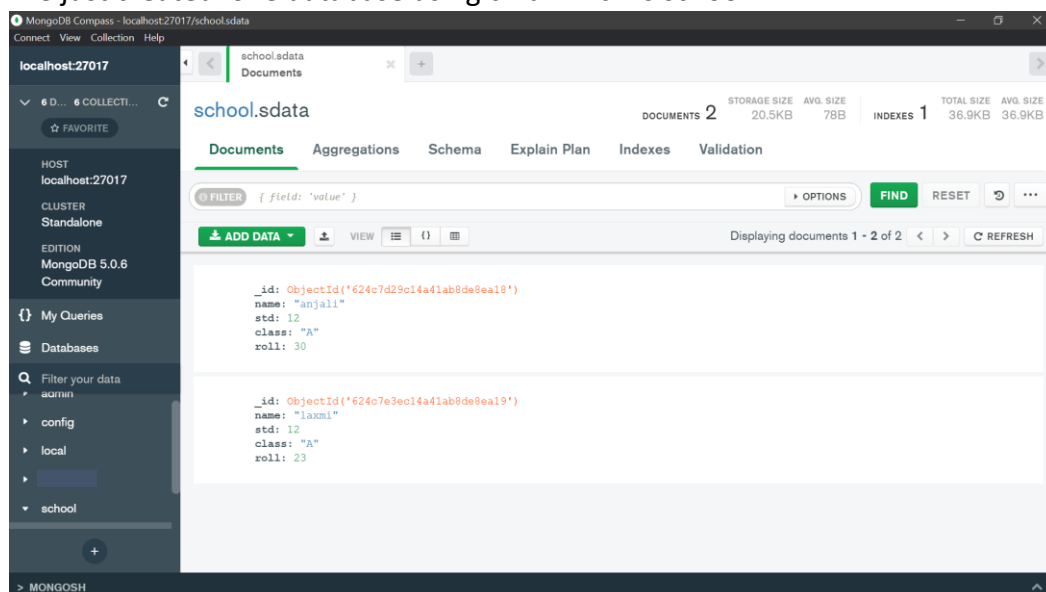 MongoDB Compass - localhost:27017/school.sdata
Connect View Collection Help
localhost:27017
6 D... 6 COLLECTI...
FAVORITE
HOST
localhost:27017
CLUSTER
Standalone
EDITION
MongoDB 5.0.6
Community
My Queries
Databases
Filter your data
admin
config
local
school
+
school.sdata
Documents
+
school.sdata
DOCUMENTS 2
STORAGE SIZE 20.5KB
AVG. SIZE 78B
INDEXES 1
TOTAL SIZE 36.9KB
AVG. SIZE 36.9KB
Documents Aggregations Schema Explain Plan Indexes Validation
FILTER { field: 'value' } OPTIONS FIND RESET ...
ADD DATA VIEW {} Displaying documents 1 - 2 of 2 < > REFRESH
_id: ObjectId('624c7d29c14a41ab8de8ea18')
name: "anjali"
std: 12
class: "A"
roll: 30
_id: ObjectId('624c7e3ec14a41ab8de8ea19')
name: "laxmi"
std: 12
class: "A"
roll: 23
> MONGOSH